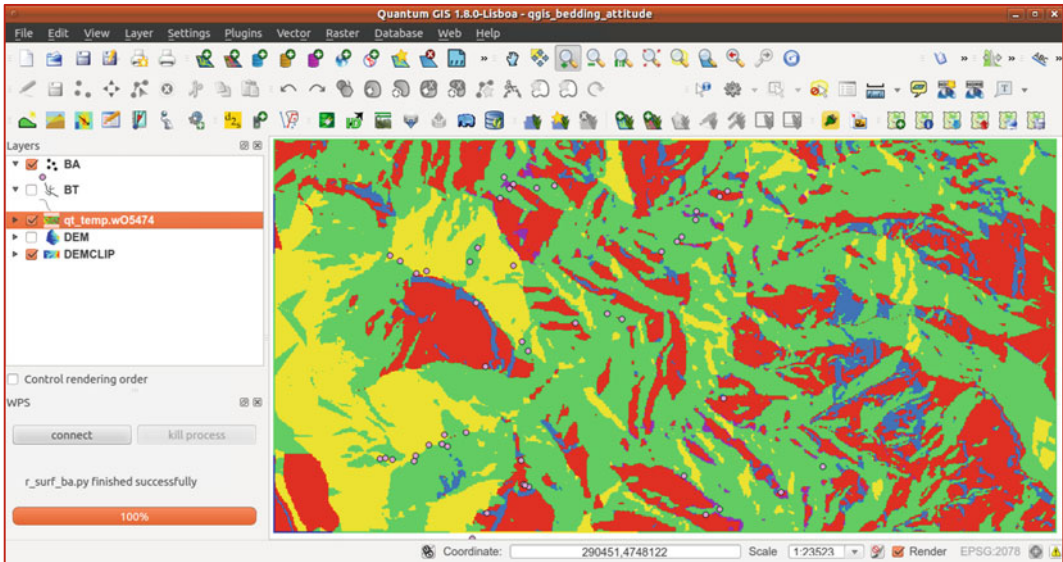 Quantum GIS 1.8.0-Lisboa - qgis_bedding_attitude
File Edit View Layer Settings Plugins Vector Raster Database Web Help
Layers
BA
BT
qt_temp.wO5474
DEM
DEMCLIP
Control rendering order
WPS
connect kill process
r_surf_ba.py finished successfully
100%
Coordinate: 290451,4748122 Scale 1:23523 Render EPSG:2078